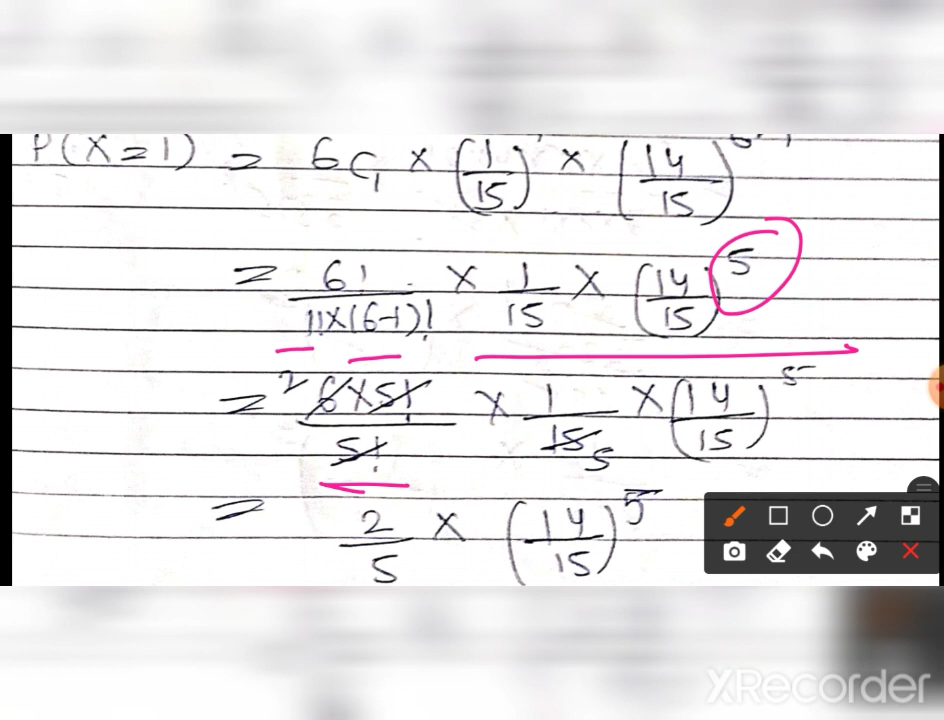 P(X=1) = 6C₁ × (1/15)¹ × (14/15)⁶⁻¹
= 6!/1!×(6-1)! × 1/15 × (14/15)⁵
= ² 6×5!/5! × 1/15 ₅ × (14/15)⁵
= 2/5 × (14/15)⁵
XRecorder